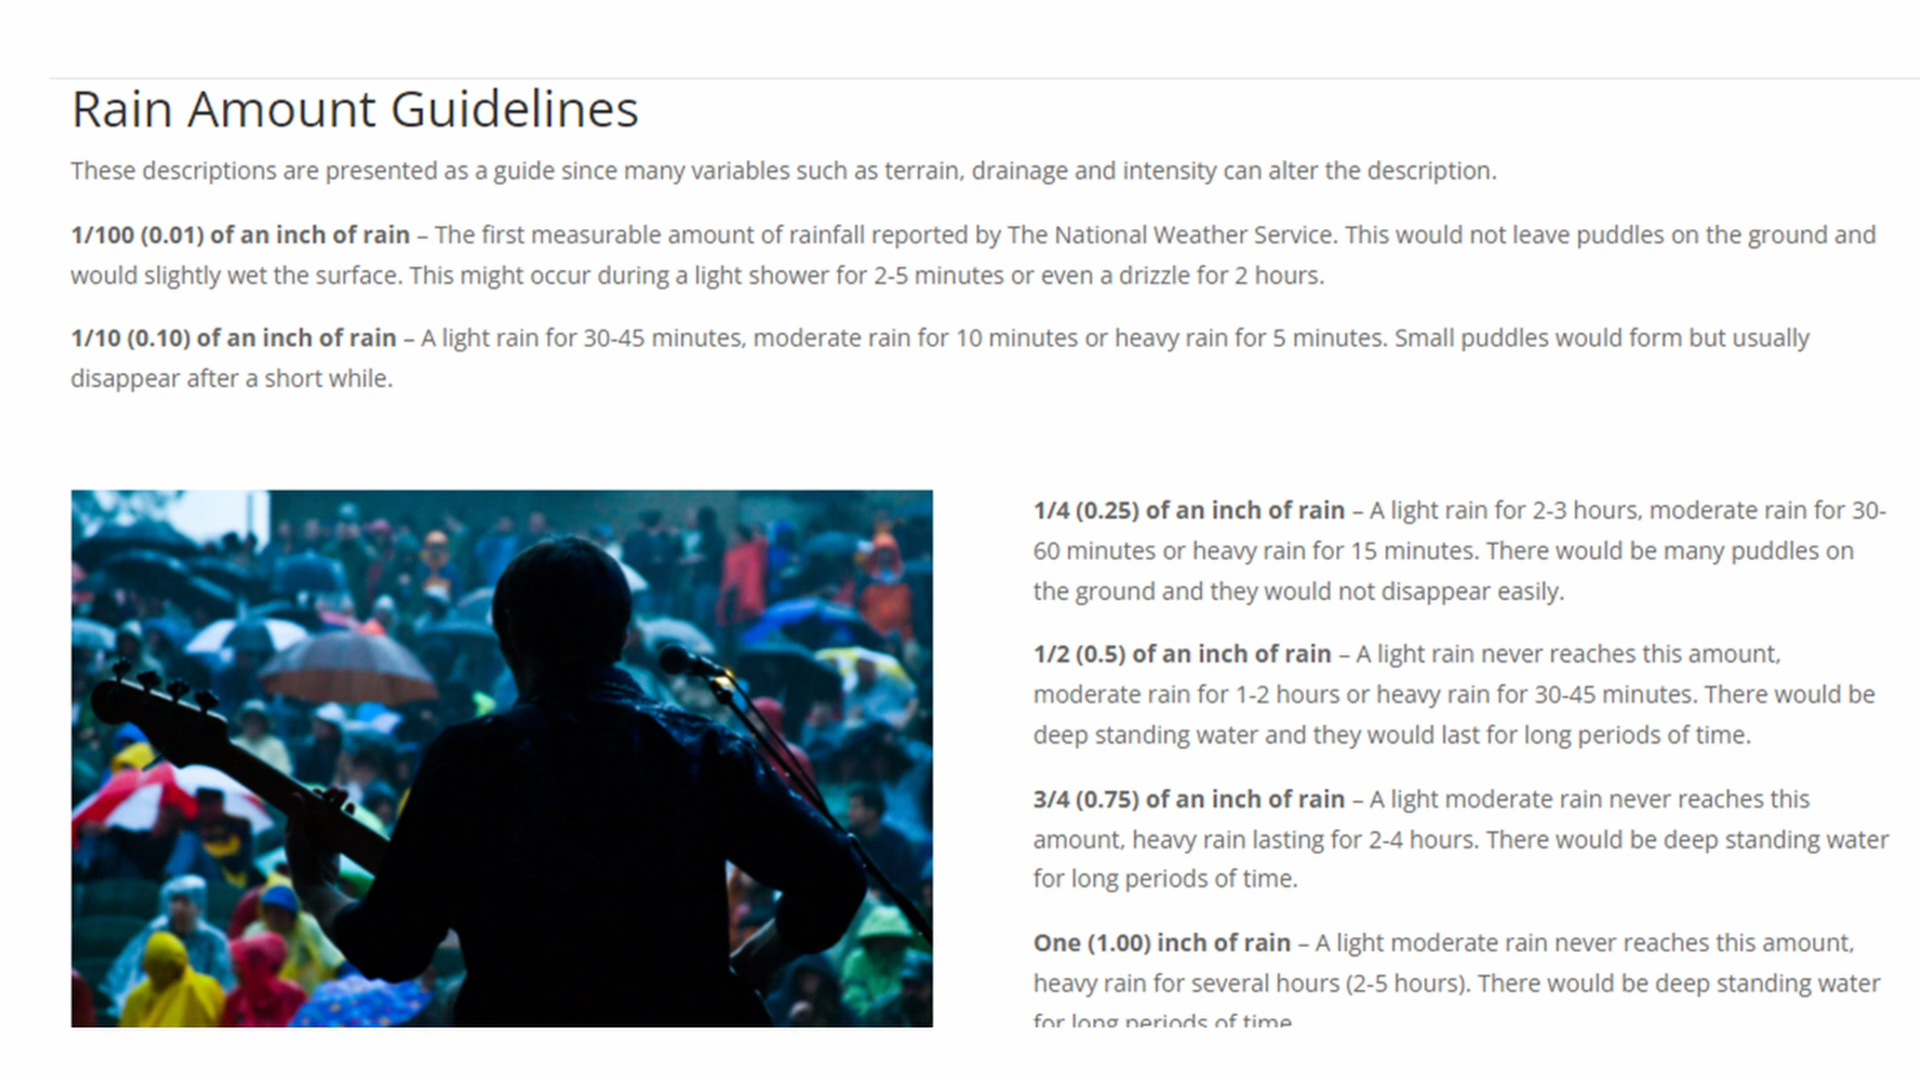 Rain Amount Guidelines
These descriptions are presented as a guide since many variables such as terrain, drainage and intensity can alter the description.
1/100 (0.01) of an inch of rain – The first measurable amount of rainfall reported by The National Weather Service. This would not leave puddles on the ground and
would slightly wet the surface. This might occur during a light shower for 2-5 minutes or even a drizzle for 2 hours.
1/10 (0.10) of an inch of rain – A light rain for 30-45 minutes, moderate rain for 10 minutes or heavy rain for 5 minutes. Small puddles would form but usually
disappear after a short while.
1/4 (0.25) of an inch of rain – A light rain for 2-3 hours, moderate rain for 30-
60 minutes or heavy rain for 15 minutes. There would be many puddles on
the ground and they would not disappear easily.
1/2 (0.5) of an inch of rain – A light rain never reaches this amount,
moderate rain for 1-2 hours or heavy rain for 30-45 minutes. There would be
deep standing water and they would last for long periods of time.
3/4 (0.75) of an inch of rain – A light moderate rain never reaches this
amount, heavy rain lasting for 2-4 hours. There would be deep standing water
for long periods of time.
One (1.00) inch of rain – A light moderate rain never reaches this amount,
heavy rain for several hours (2-5 hours). There would be deep standing water
for long periods of time